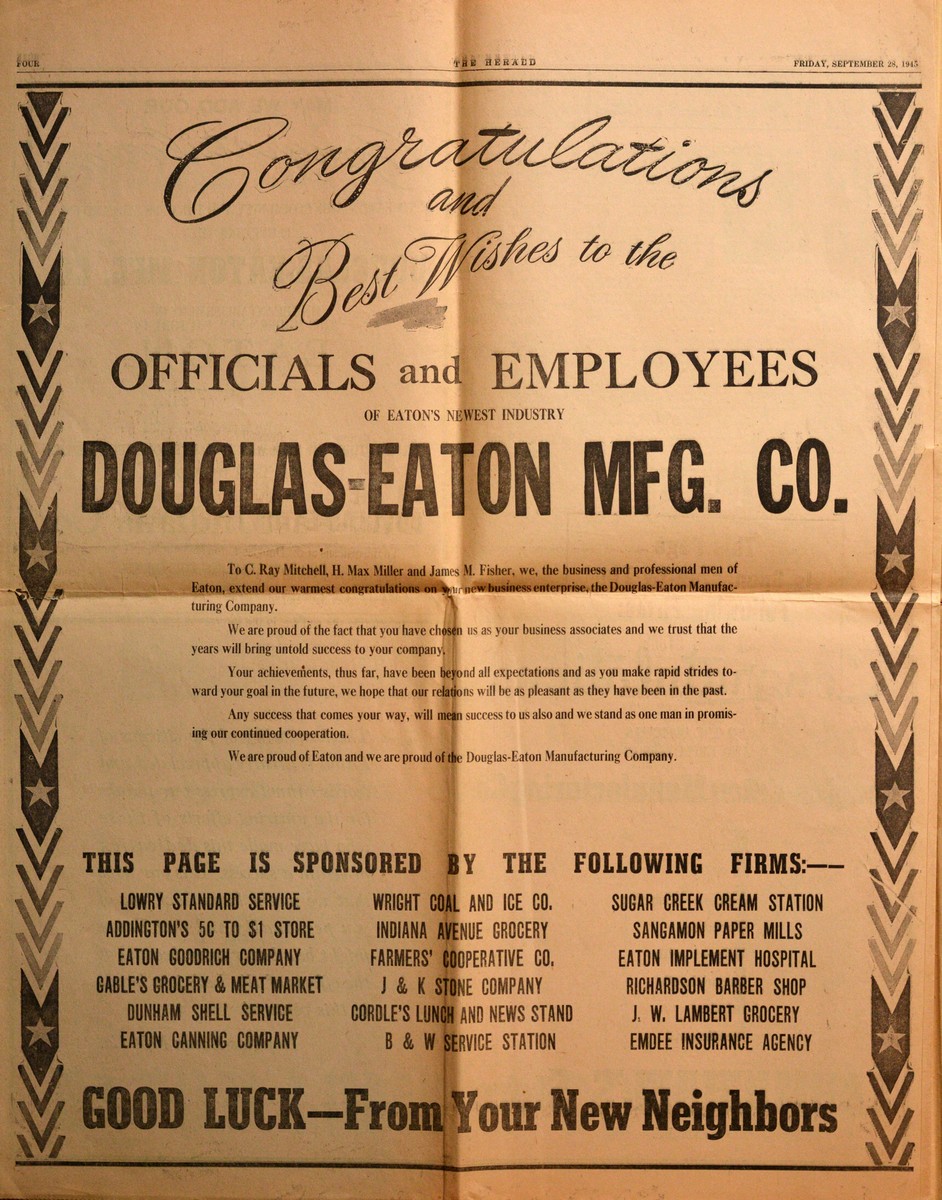 FOUR
THE HERALD
FRIDAY, SEPTEMBER 28, 1945
Congratulations
and
Best Wishes to the
OFFICIALS and EMPLOYEES
OF EATON'S NEWEST INDUSTRY
DOUGLAS-EATON MFG. CO.
To C. Ray Mitchell, H. Max Miller and James M. Fisher, we, the business and professional men of
Eaton, extend our warmest congratulations on your new business enterprise, the Douglas-Eaton Manufac-
turing Company.
We are proud of the fact that you have chosen us as your business associates and we trust that the
years will bring untold success to your company.
Your achievements, thus far, have been beyond all expectations and as you make rapid strides to-
ward your goal in the future, we hope that our relations will be as pleasant as they have been in the past.
Any success that comes your way, will mean success to us also and we stand as one man in promis-
ing our continued cooperation.
We are proud of Eaton and we are proud of the Douglas-Eaton Manufacturing Company.
THIS PAGE IS SPONSORED BY THE FOLLOWING FIRMS:——
LOWRY STANDARD SERVICE
ADDINGTON'S 5C TO $1 STORE
EATON GOODRICH COMPANY
GABLE'S GROCERY & MEAT MARKET
DUNHAM SHELL SERVICE
EATON CANNING COMPANY
WRIGHT COAL AND ICE CO.
INDIANA AVENUE GROCERY
FARMERS' COOPERATIVE CO.
J & K STONE COMPANY
CORDLE'S LUNCH AND NEWS STAND
B & W SERVICE STATION
SUGAR CREEK CREAM STATION
SANGAMON PAPER MILLS
EATON IMPLEMENT HOSPITAL
RICHARDSON BARBER SHOP
J. W. LAMBERT GROCERY
EMDEE INSURANCE AGENCY
GOOD LUCK—From Your New Neighbors